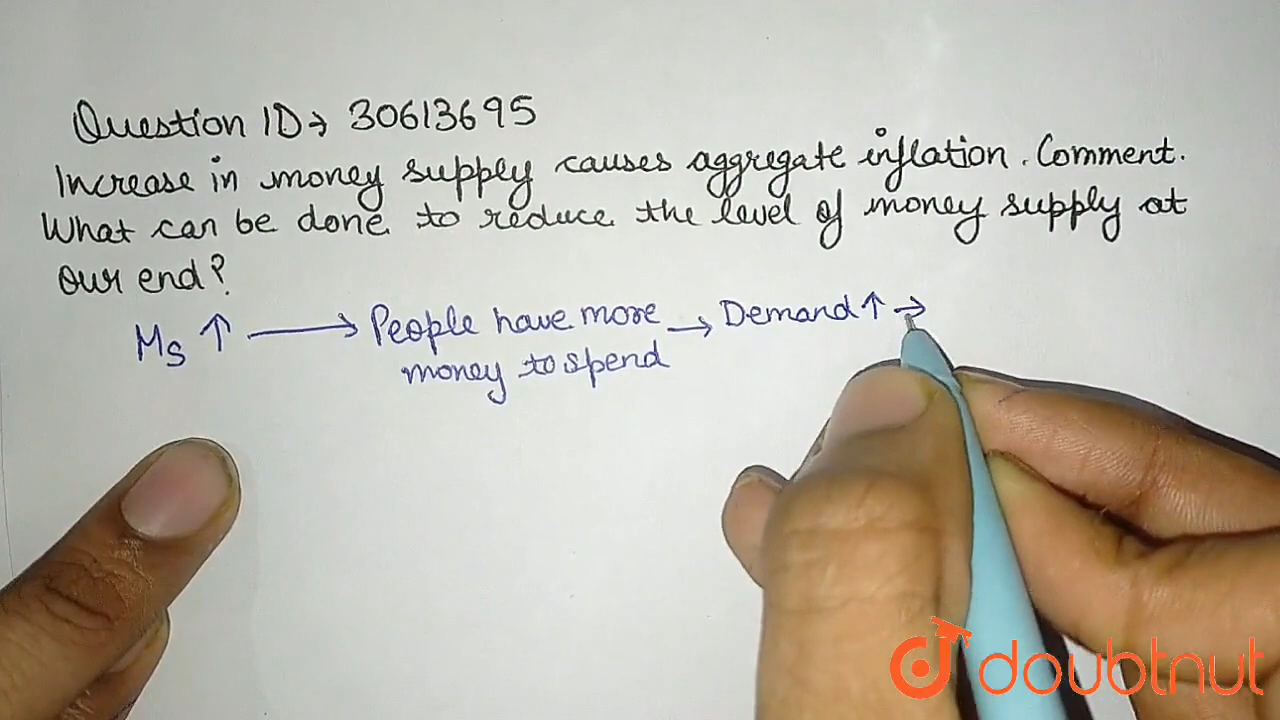 Question ID → 30613695
Increase in money supply causes aggregate inflation. Comment.
What can be done to reduce the level of money supply at
our end?
Ms ↑ → People have more money to spend → Demand ↑ →
doubtnut